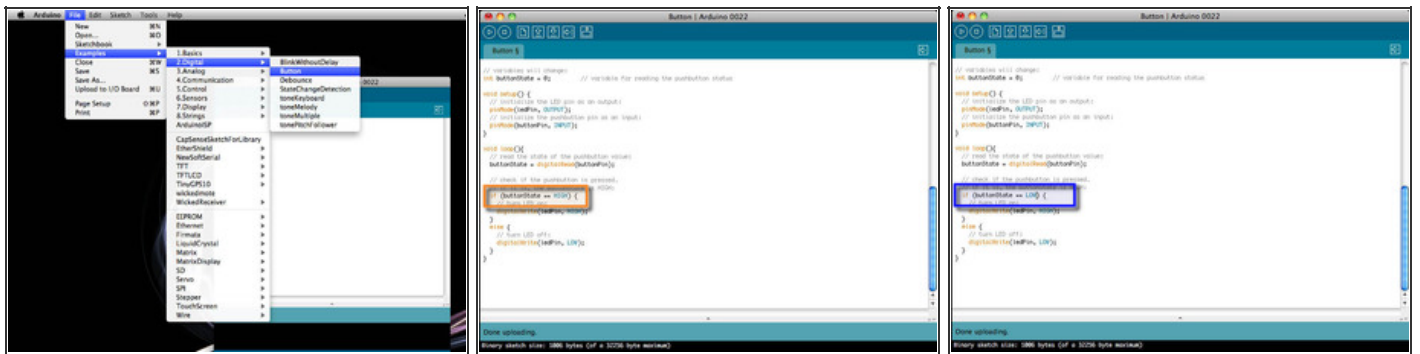 Arduino File Edit Sketch Tools Help
New ⌘N
Open... ⌘O
Sketchbook
Examples
Close ⌘W
Save ⌘S
Save As...
Upload to I/O Board ⌘U
Page Setup ⇧⌘P
Print ⌘P
1.Basics
2.Digital
3.Analog
4.Communication
5.Control
6.Sensors
7.Display
8.Strings
ArduinoISP
CapSenseSketchForLibrary
EtherShield
NewSoftSerial
TFT
TFTLCD
TinyGPS10
wickedmote
WickedReceiver
EEPROM
Ethernet
Firmata
LiquidCrystal
Matrix
MatrixDisplay
SD
Servo
SPI
Stepper
TouchScreen
Wire
BlinkWithoutDelay
Button
Debounce
StateChangeDetection
toneKeyboard
toneMelody
toneMultiple
tonePitchFollower
0022
Button | Arduino 0022
Button §
// variables will change:
int buttonState = 0; // variable for reading the pushbutton status
void setup() {
// initialize the LED pin as an output:
pinMode(ledPin, OUTPUT);
// initialize the pushbutton pin as an input:
pinMode(buttonPin, INPUT);
}
void loop(){
// read the state of the pushbutton value:
buttonState = digitalRead(buttonPin);
// check if the pushbutton is pressed.
HIGH:
if (buttonState == HIGH) {
// turn LED on:
digitalWrite(ledPin, HIGH);
}
else {
// turn LED off:
digitalWrite(ledPin, LOW);
}
}
Done uploading.
Binary sketch size: 1006 bytes (of a 32256 byte maximum)
Button | Arduino 0022
Button §
// variables will change:
int buttonState = 0; // variable for reading the pushbutton status
void setup() {
// initialize the LED pin as an output:
pinMode(ledPin, OUTPUT);
// initialize the pushbutton pin as an input:
pinMode(buttonPin, INPUT);
}
void loop(){
// read the state of the pushbutton value:
buttonState = digitalRead(buttonPin);
// check if the pushbutton is pressed.
if (buttonState == LOW) {
// turn LED on:
digitalWrite(ledPin, HIGH);
}
else {
// turn LED off:
digitalWrite(ledPin, LOW);
}
}
Done uploading.
Binary sketch size: 1006 bytes (of a 32256 byte maximum)